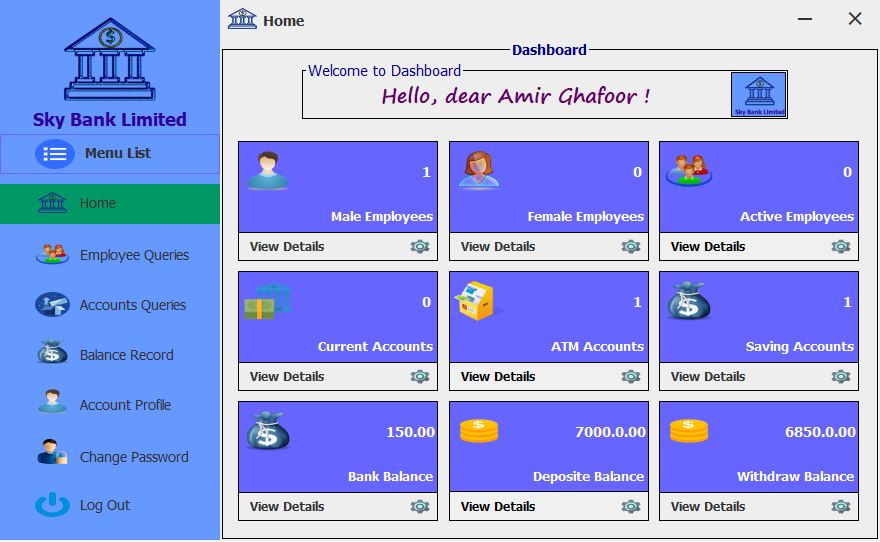 Sky Bank Limited
Menu List
Home
Employee Queries
Accounts Queries
Balance Record
Account Profile
Change Password
Log Out
Home
Dashboard
Welcome to Dashboard
Hello, dear Amir Ghafoor !
Sky Bank Limited
1
Male Employees
View Details
0
Female Employees
View Details
0
Active Employees
View Details
0
Current Accounts
View Details
1
ATM Accounts
View Details
1
Saving Accounts
View Details
150.00
Bank Balance
View Details
7000.0.00
Deposite Balance
View Details
6850.0.00
Withdraw Balance
View Details